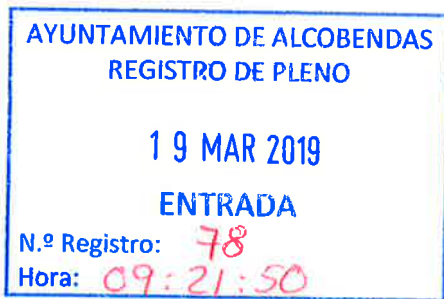 AYUNTAMIENTO DE ALCOBENDAS
REGISTRO DE PLENO
19 MAR 2019
ENTRADA
N.º Registro: 78
Hora: 09:21:50